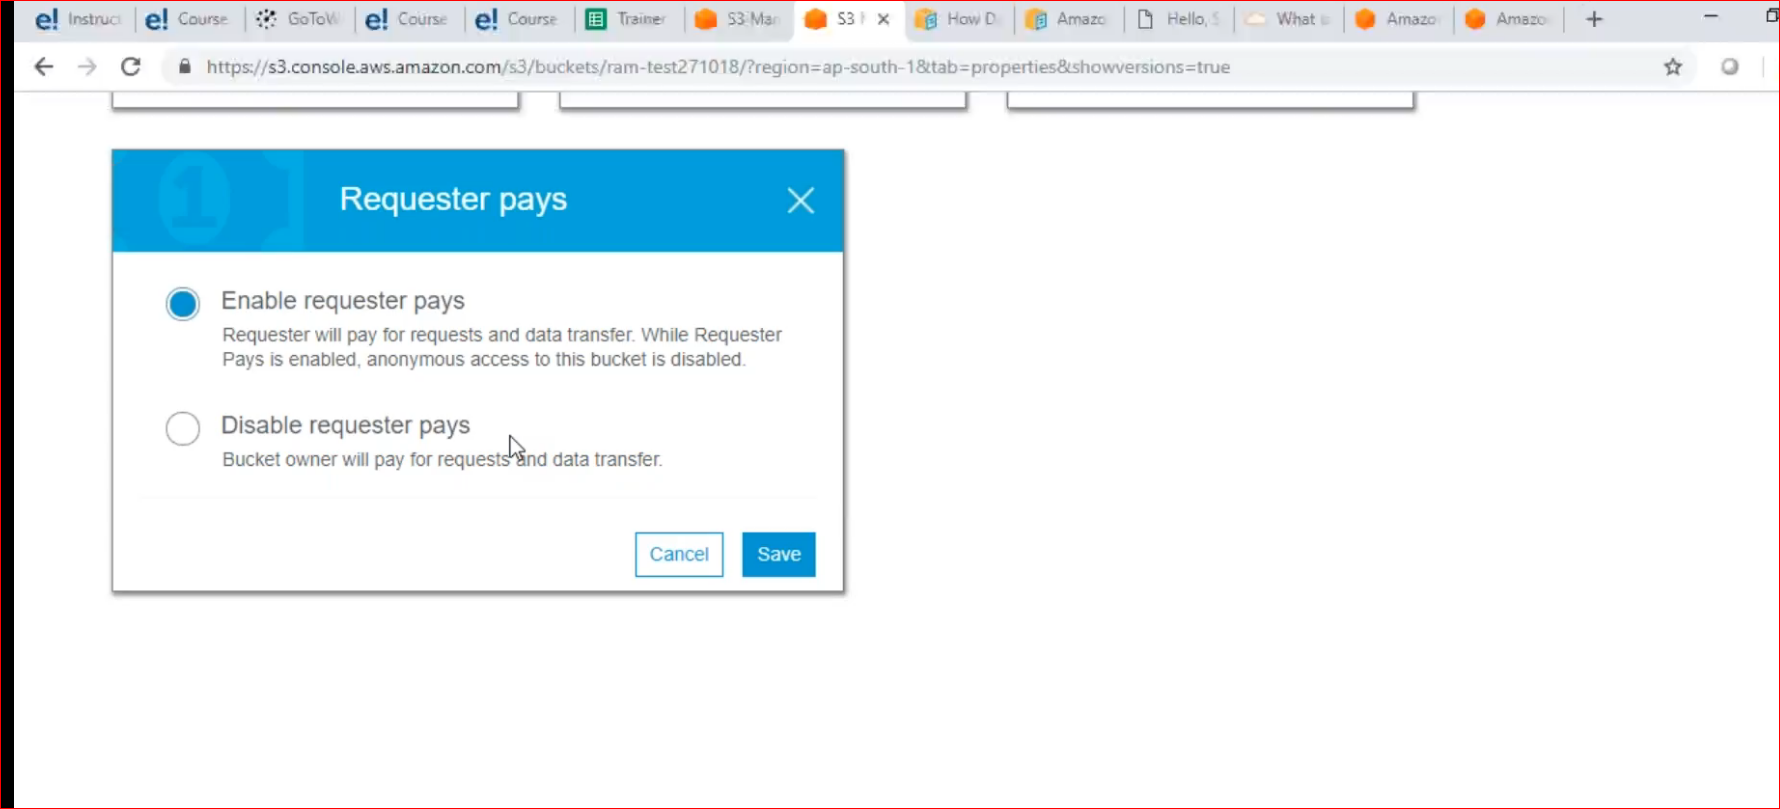 e! Instruc e! Course GoToW e! Course e! Course Trainer S3 Mar S3 How D Amazo Hello, S What Amazo Amazo
https://s3.console.aws.amazon.com/s3/buckets/ram-test271018/?region=ap-south-1&tab=properties&showversions=true
1
Requester pays
Enable requester pays
Requester will pay for requests and data transfer. While Requester
Pays is enabled, anonymous access to this bucket is disabled.
Disable requester pays
Bucket owner will pay for requests and data transfer.
Cancel Save